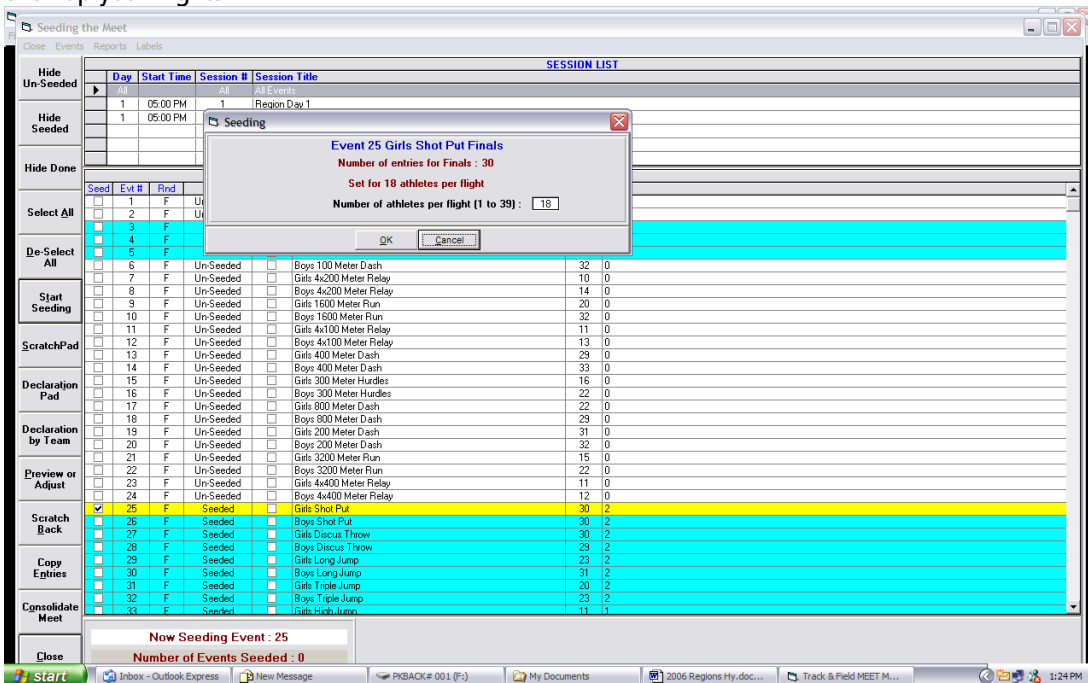 Seeding the Meet
Close Events Reports Labels
Hide Un-Seeded
Hide Seeded
Hide Done
Select All
De-Select All
Start Seeding
ScratchPad
Declaration Pad
Declaration by Team
Preview or Adjust
Scratch Back
Copy Entries
Consolidate Meet
Close
SESSION LIST
Day Start Time Session # Session Title
All All All Events
1 05:00 PM 1 Region Day 1
1 05:00 PM
Seeding
Event 25 Girls Shot Put Finals
Number of entries for Finals : 30
Set for 18 athletes per flight
Number of athletes per flight (1 to 39) : 18
OK Cancel
Seed Evt # Rnd
1 F
2 F
3 F
4 F
5 F
6 F Un-Seeded Boys 100 Meter Dash 32 0
7 F Un-Seeded Girls 4x200 Meter Relay 10 0
8 F Un-Seeded Boys 4x200 Meter Relay 14 0
9 F Un-Seeded Girls 1600 Meter Run 20 0
10 F Un-Seeded Boys 1600 Meter Run 32 0
11 F Un-Seeded Girls 4x100 Meter Relay 11 0
12 F Un-Seeded Boys 4x100 Meter Relay 13 0
13 F Un-Seeded Girls 400 Meter Dash 29 0
14 F Un-Seeded Boys 400 Meter Dash 33 0
15 F Un-Seeded Girls 300 Meter Hurdles 16 0
16 F Un-Seeded Boys 300 Meter Hurdles 22 0
17 F Un-Seeded Girls 800 Meter Dash 22 0
18 F Un-Seeded Boys 800 Meter Dash 29 0
19 F Un-Seeded Girls 200 Meter Dash 31 0
20 F Un-Seeded Boys 200 Meter Dash 32 0
21 F Un-Seeded Girls 3200 Meter Run 15 0
22 F Un-Seeded Boys 3200 Meter Run 22 0
23 F Un-Seeded Girls 4x400 Meter Relay 11 0
24 F Un-Seeded Boys 4x400 Meter Relay 12 0
25 F Seeded Girls Shot Put 30 2
26 F Seeded Boys Shot Put 30 2
27 F Seeded Girls Discus Throw 30 2
28 F Seeded Boys Discus Throw 29 2
29 F Seeded Girls Long Jump 23 2
30 F Seeded Boys Long Jump 31 2
31 F Seeded Girls Triple Jump 20 2
32 F Seeded Boys Triple Jump 23 2
33 F Seeded Girls High Jump 11 1
Now Seeding Event : 25
Number of Events Seeded : 0
start Inbox - Outlook Express New Message PKBACK# 001 (F:) My Documents 2006 Regions Hy.doc... Track & Field MEET M... 1:24 PM